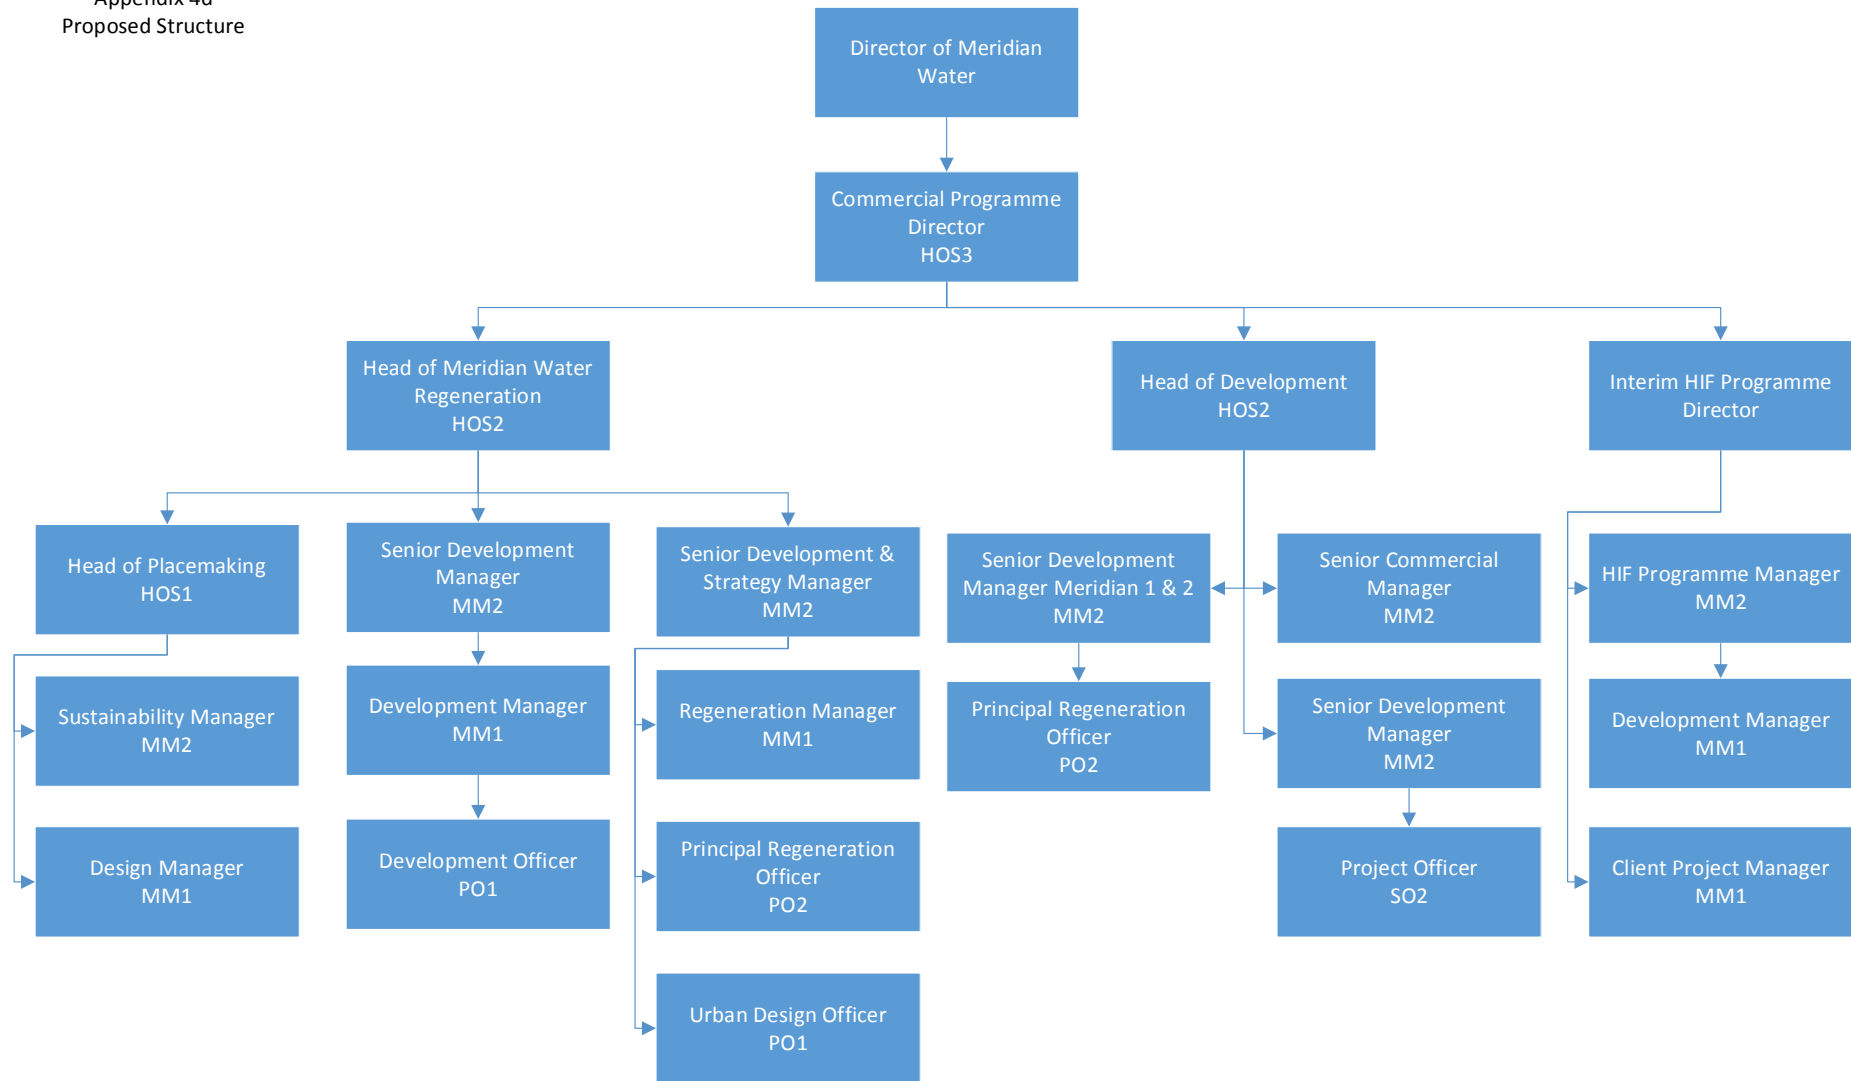 Appendix 4d
Proposed Structure
Director of Meridian
Water
Commercial Programme
Director
HOS3
Head of Meridian Water
Regeneration
HOS2
Head of Development
HOS2
Interim HIF Programme
Director
Head of Placemaking
HOS1
Senior Development
Manager
MM2
Senior Development &
Strategy Manager
MM2
Senior Development
Manager Meridian 1 & 2
MM2
Senior Commercial
Manager
MM2
HIF Programme Manager
MM2
Sustainability Manager
MM2
Development Manager
MM1
Regeneration Manager
MM1
Principal Regeneration
Officer
PO2
Senior Development
Manager
MM2
Development Manager
MM1
Design Manager
MM1
Development Officer
PO1
Principal Regeneration
Officer
PO2
Project Officer
SO2
Client Project Manager
MM1
Urban Design Officer
PO1